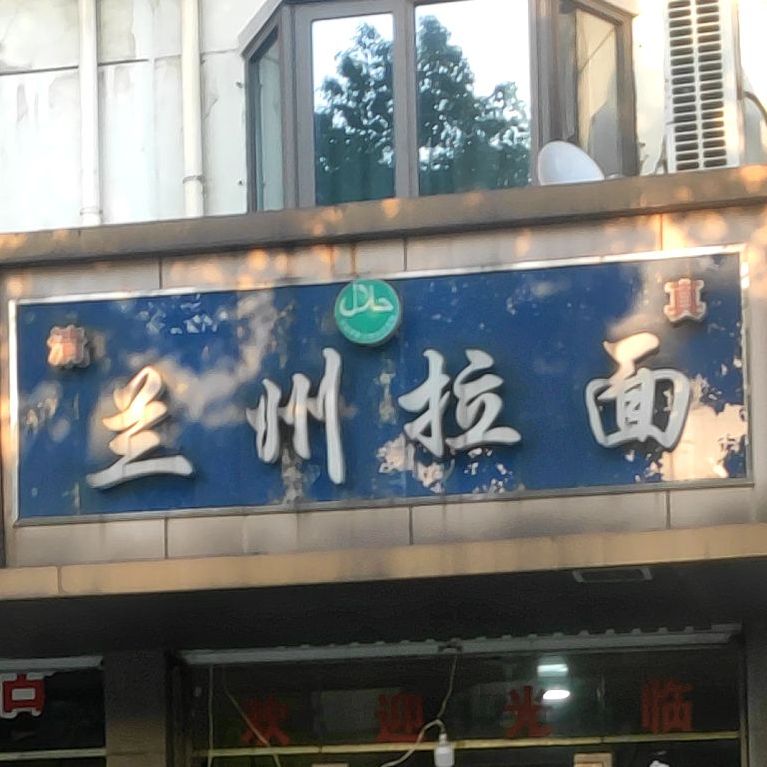 清 真
حلال
兰州拉面
欢迎光临